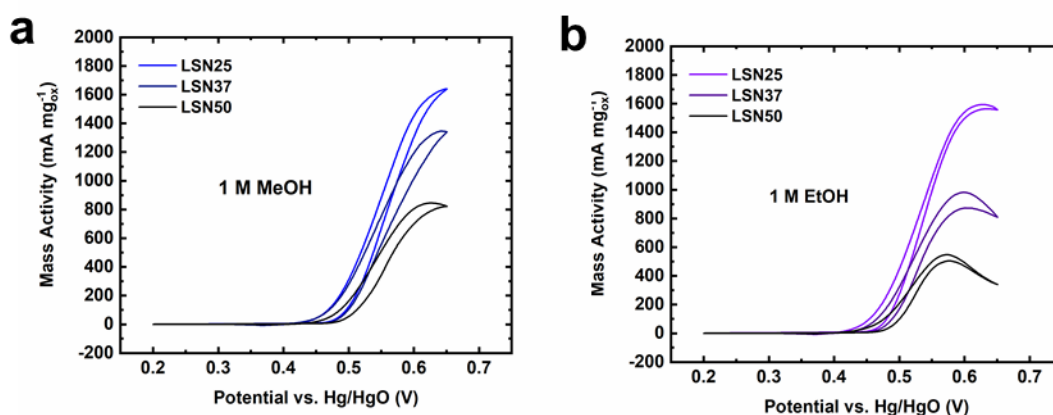 a
2000
1800
1600
1400
1200
1000
800
600
400
200
0
-200
Mass Activity (mA mg⁻¹ₒₓ)
LSN25
LSN37
LSN50
1 M MeOH
0.2 0.3 0.4 0.5 0.6 0.7
Potential vs. Hg/HgO (V)
b
2000
1800
1600
1400
1200
1000
800
600
400
200
0
-200
Mass Activity (mA mg⁻¹ₒₓ)
LSN25
LSN37
LSN50
1 M EtOH
0.2 0.3 0.4 0.5 0.6 0.7
Potential vs. Hg/HgO (V)